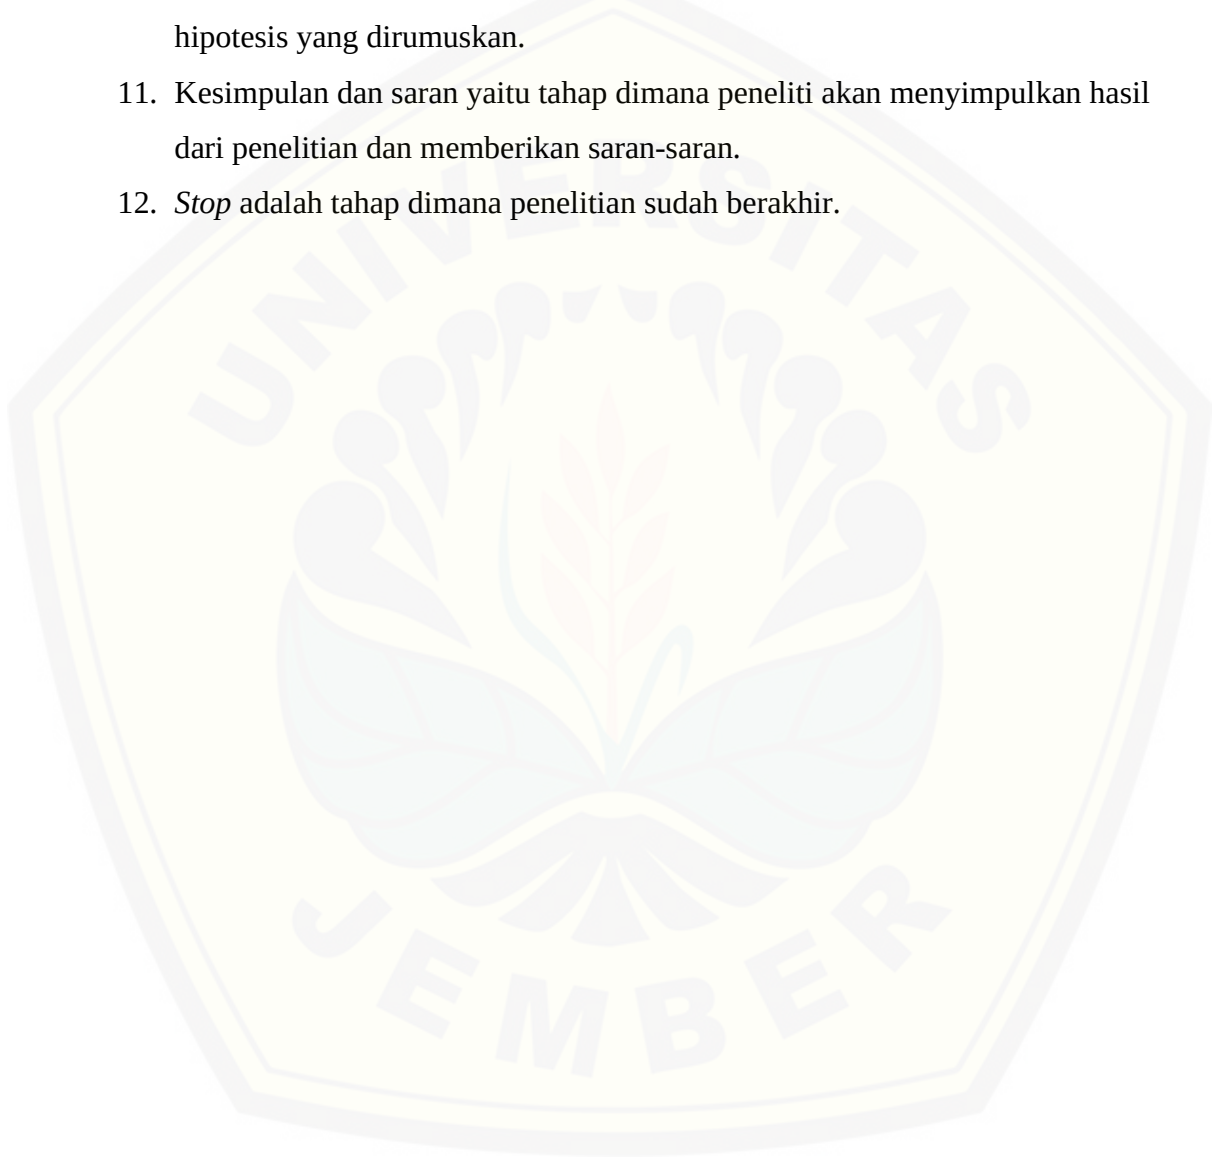 hipotesis yang dirumuskan.
11. Kesimpulan dan saran yaitu tahap dimana peneliti akan menyimpulkan hasil
dari penelitian dan memberikan saran-saran.
12. Stop adalah tahap dimana penelitian sudah berakhir.
UNIVERSITAS
JEMBER